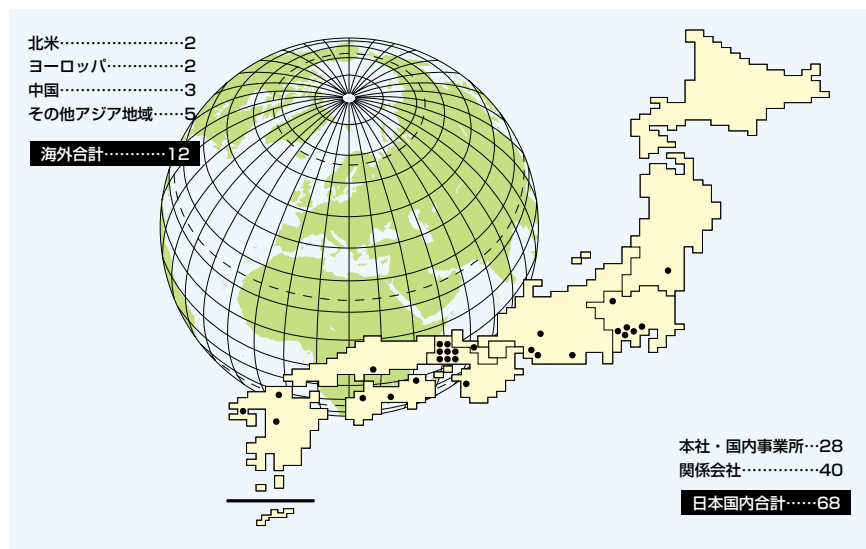 北米……………………2
ヨーロッパ……………2
中国……………………3
その他アジア地域……5
海外合計…………12
本社・国内事業所…28
関係会社……………40
日本国内合計……68